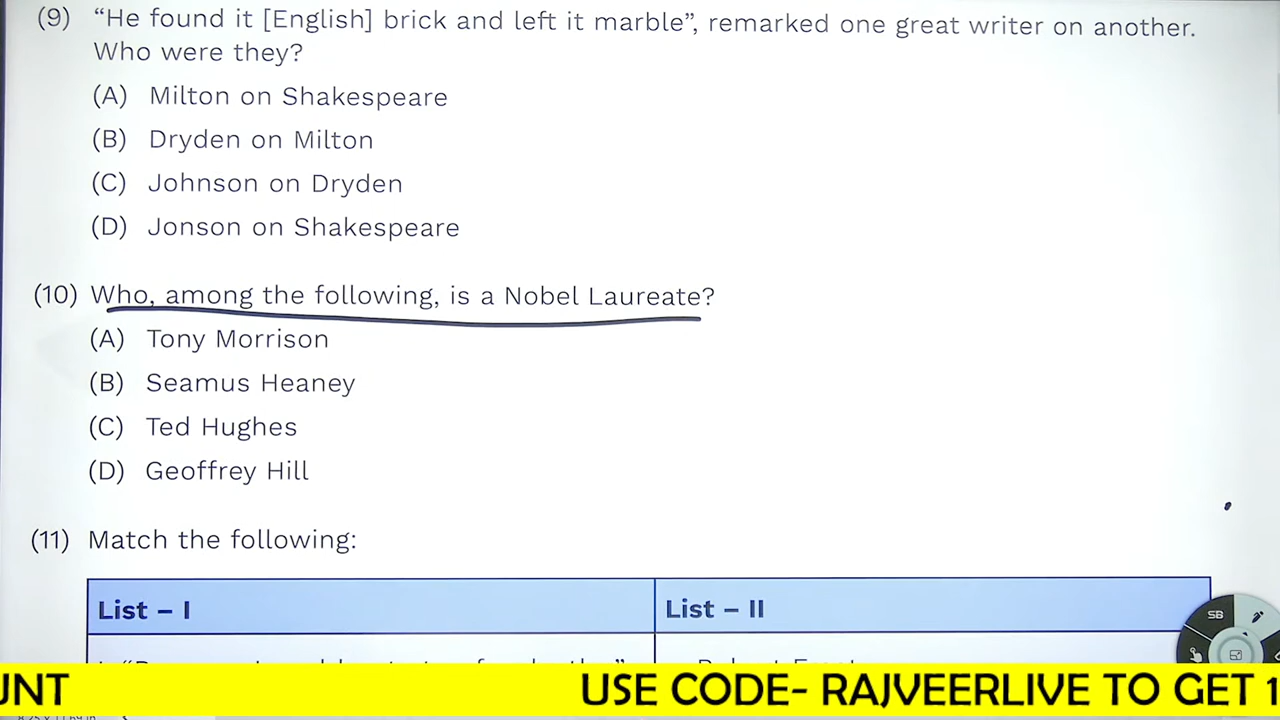 (9) “He found it [English] brick and left it marble”, remarked one great writer on another.
Who were they?
(A) Milton on Shakespeare
(B) Dryden on Milton
(C) Johnson on Dryden
(D) Jonson on Shakespeare
(10) Who, among the following, is a Nobel Laureate?
(A) Tony Morrison
(B) Seamus Heaney
(C) Ted Hughes
(D) Geoffrey Hill
(11) Match the following:
List – I List – II
SB
UNT USE CODE- RAJVEERLIVE TO GET 1